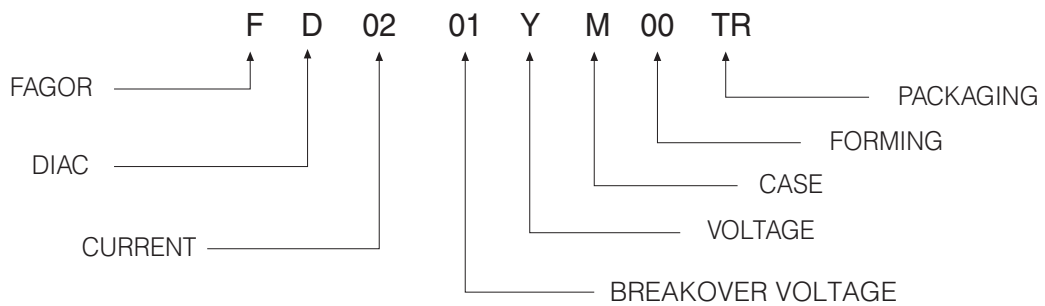 F D 02 01 Y M 00 TR
FAGOR
PACKAGING
FORMING
DIAC
CASE
VOLTAGE
CURRENT
BREAKOVER VOLTAGE